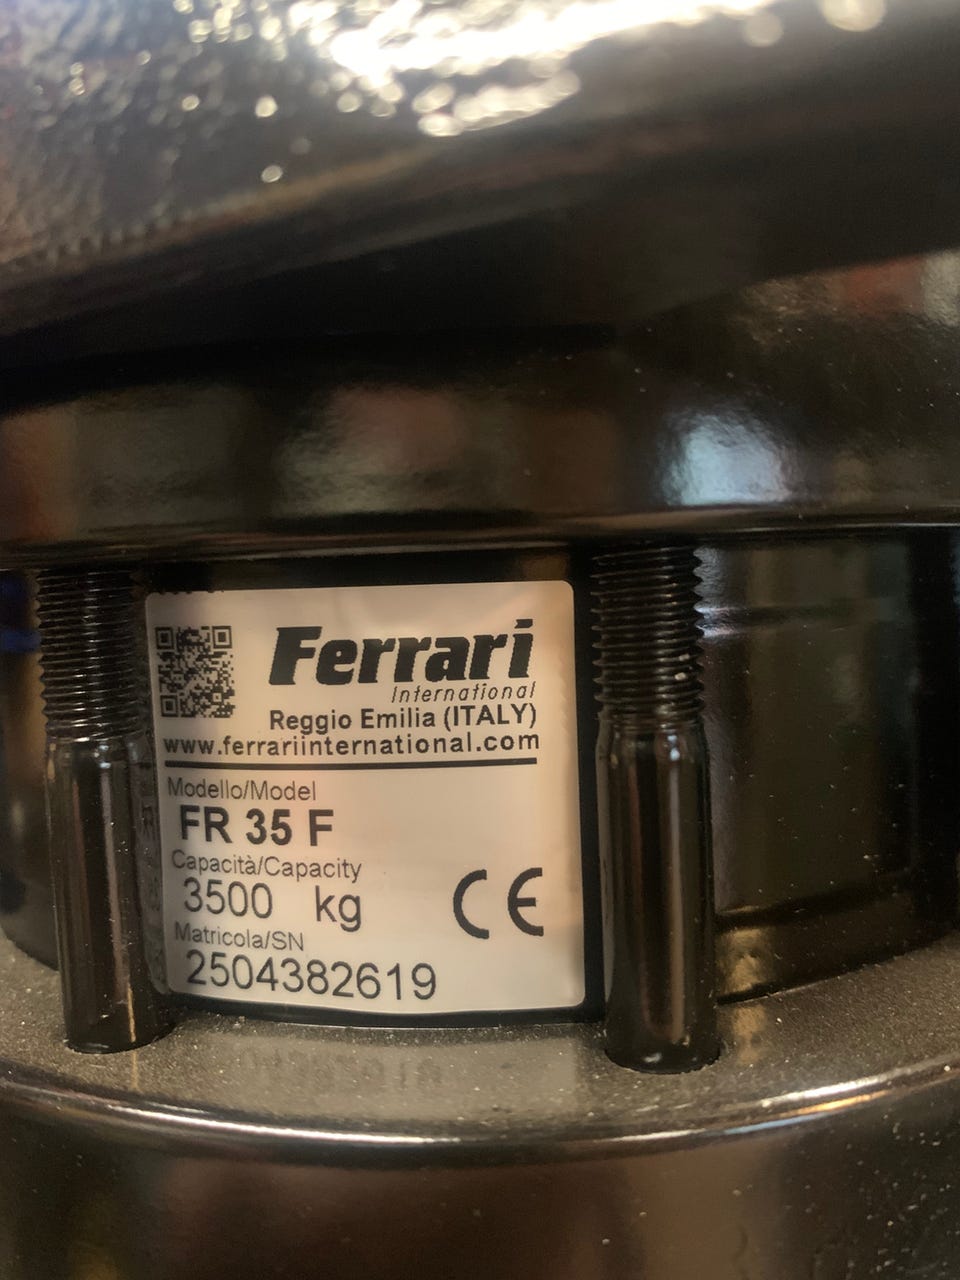 Ferrari
International
Reggio Emilia (ITALY)
www.ferrariinternational.com
Modello/Model
FR 35 F
Capacità/Capacity
3500 kg
CE
Matricola/SN
2504382619